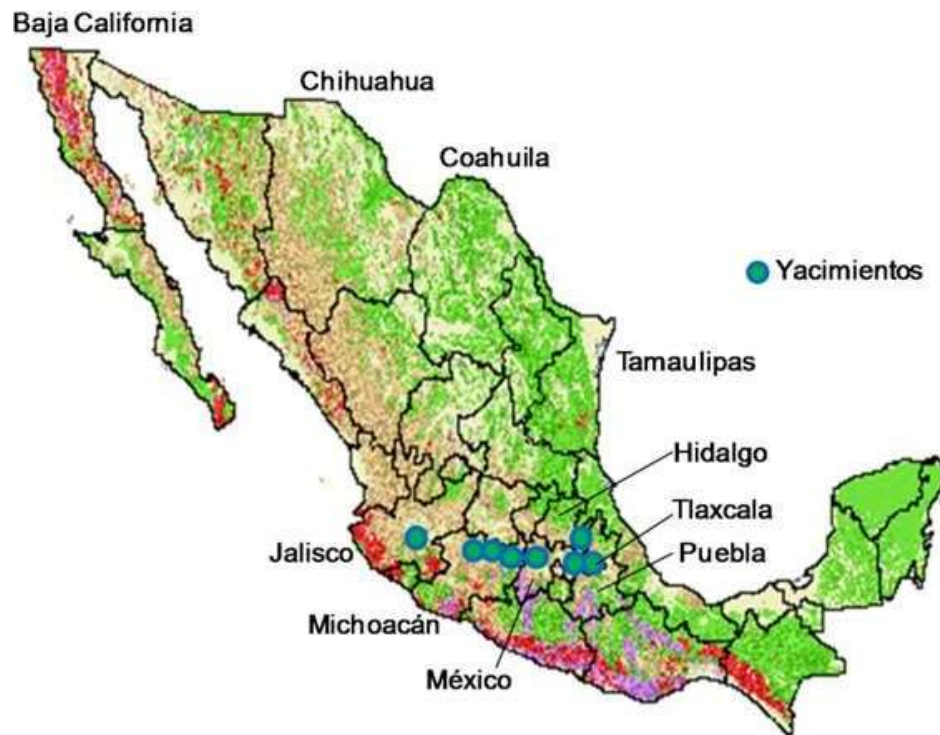 Baja California
Chihuahua
Coahuila
Yacimientos
Tamaulipas
Hidalgo
Tlaxcala
Jalisco
Puebla
Michoacán
México